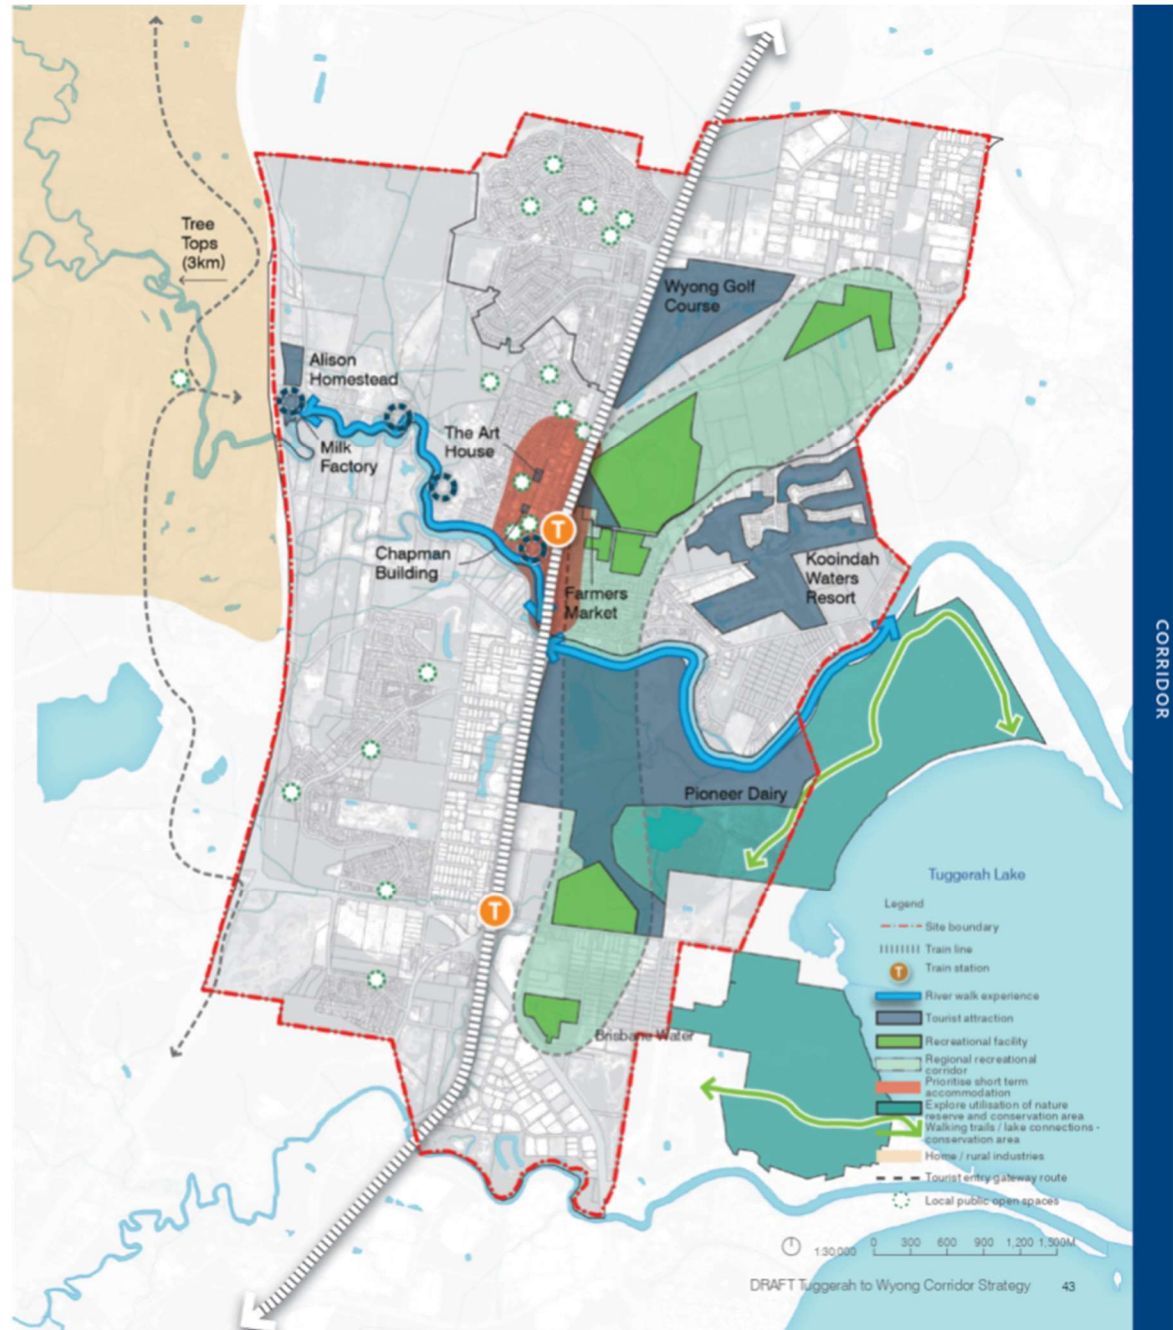 Tree
Tops
(3km)
Wyong Golf
Course
Alison
Homestead
The Art
House
Milk
Factory
T
Chapman
Building
Kooindah
Waters
Resort
Farmers
Market
CORRIDOR
Pioneer Dairy
T
Tuggerah Lake
Legend
Site boundary
Train line
T
Train station
River walk experience
Tourist attraction
Brisbane Water
Recreational facility
Regional recreational
corridor
Prioritise short term
accommodation
Explore utilisation of nature
reserve and conservation area
Walking trails / lake connections -
conservation area
Home / rural industries
Tourist entry gateway route
Local public open spaces
1:30,000
0 300 600 900 1,200 1,500M
DRAFT Tuggerah to Wyong Corridor Strategy 43